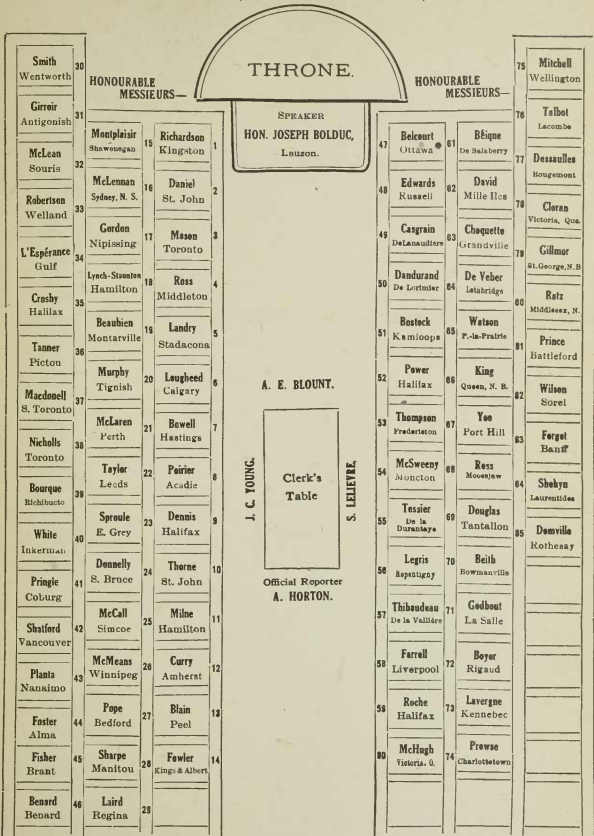 THRONE.
SPEAKER
HON. JOSEPH BOLDUC,
Lauzon.
HONOURABLE
MESSIEURS—
Smith
Wentworth
30
Girroir
Antigonish
31
McLean
Souris
32
Robertson
Welland
33
L'Espérance
Gulf
34
Crosby
Halifax
35
Tanner
Picton
36
Macdonell
S. Toronto
37
Nicholls
Toronto
38
Bourque
Richibucto
39
White
Inkerman
40
Pringle
Coburg
41
Shatford
Vancouver
42
Planta
Nanaimo
43
Foster
Alma
44
Fisher
Brant
45
Benard
Benard
46
Montplaisir
Shawenegan
15
McLennan
Sydney, N. S.
16
Gordon
Nipissing
17
Lynch-Staunton
Hamilton
18
Beaubien
Montarville
19
Murphy
Tignish
20
McLaren
Perth
21
Taylor
Leeds
22
Sproule
E. Grey
23
Donnelly
S. Bruce
24
McCall
Simcoe
25
McMeans
Winnipeg
26
Pope
Bedford
27
Sharpe
Manitou
28
Laird
Regina
29
Richardson
Kingston
1
Daniel
St. John
2
Mason
Toronto
3
Ross
Middleton
4
Landry
Stadacona
5
Lougheed
Calgary
6
Bowell
Hastings
7
Poirier
Acadie
8
Dennis
Halifax
9
Thorne
St. John
10
Milne
Hamilton
11
Curry
Amherst
12
Blain
Peel
13
Fowler
Kings & Albert
14
A. E. BLOUNT.
J. C. YOUNG.
Clerk's
Table
S. LELIEVRE,
Official Reporter
A. HORTON.
HONOURABLE
MESSIEURS—
47
Belcourt
Ottawa
48
Edwards
Russell
49
Casgrain
DeLanaudière
50
Dandurand
De Lorimier
51
Bostock
Kamloops
52
Power
Halifax
53
Thompson
Fredericton
54
McSweeny
Moncton
55
Tessier
De la
Durantaye
56
Legris
Repentigny
57
Thibaudeau
De la Vallière
58
Farrell
Liverpool
59
Roche
Halifax
80
McHugh
Victoria, O.
61
Béique
De Salaberry
62
David
Mille Iles
63
Choquette
Grandville
64
De Veber
Lethbridge
65
Watson
P.-la-Prairie
66
King
Queen, N. B.
67
Yeo
Port Hill
68
Ross
Moosejaw
69
Douglas
Tantallon
70
Beith
Bowmanville
71
Godbout
La Salle
72
Boyer
Rigaud
73
Lavergne
Kennebec
74
Prowse
Charlottetown
75
Mitchell
Wellington
76
Talbot
Lacombe
77
Dessaulles
Rougemont
78
Cloran
Victoria, Que.
79
Gillmor
St. George, N.B
60
Ratz
Middlesex, N.
81
Prince
Battleford
82
Wilson
Sorel
83
Forget
Banff
84
Shehyn
Laurentides
85
Domville
Rothesay